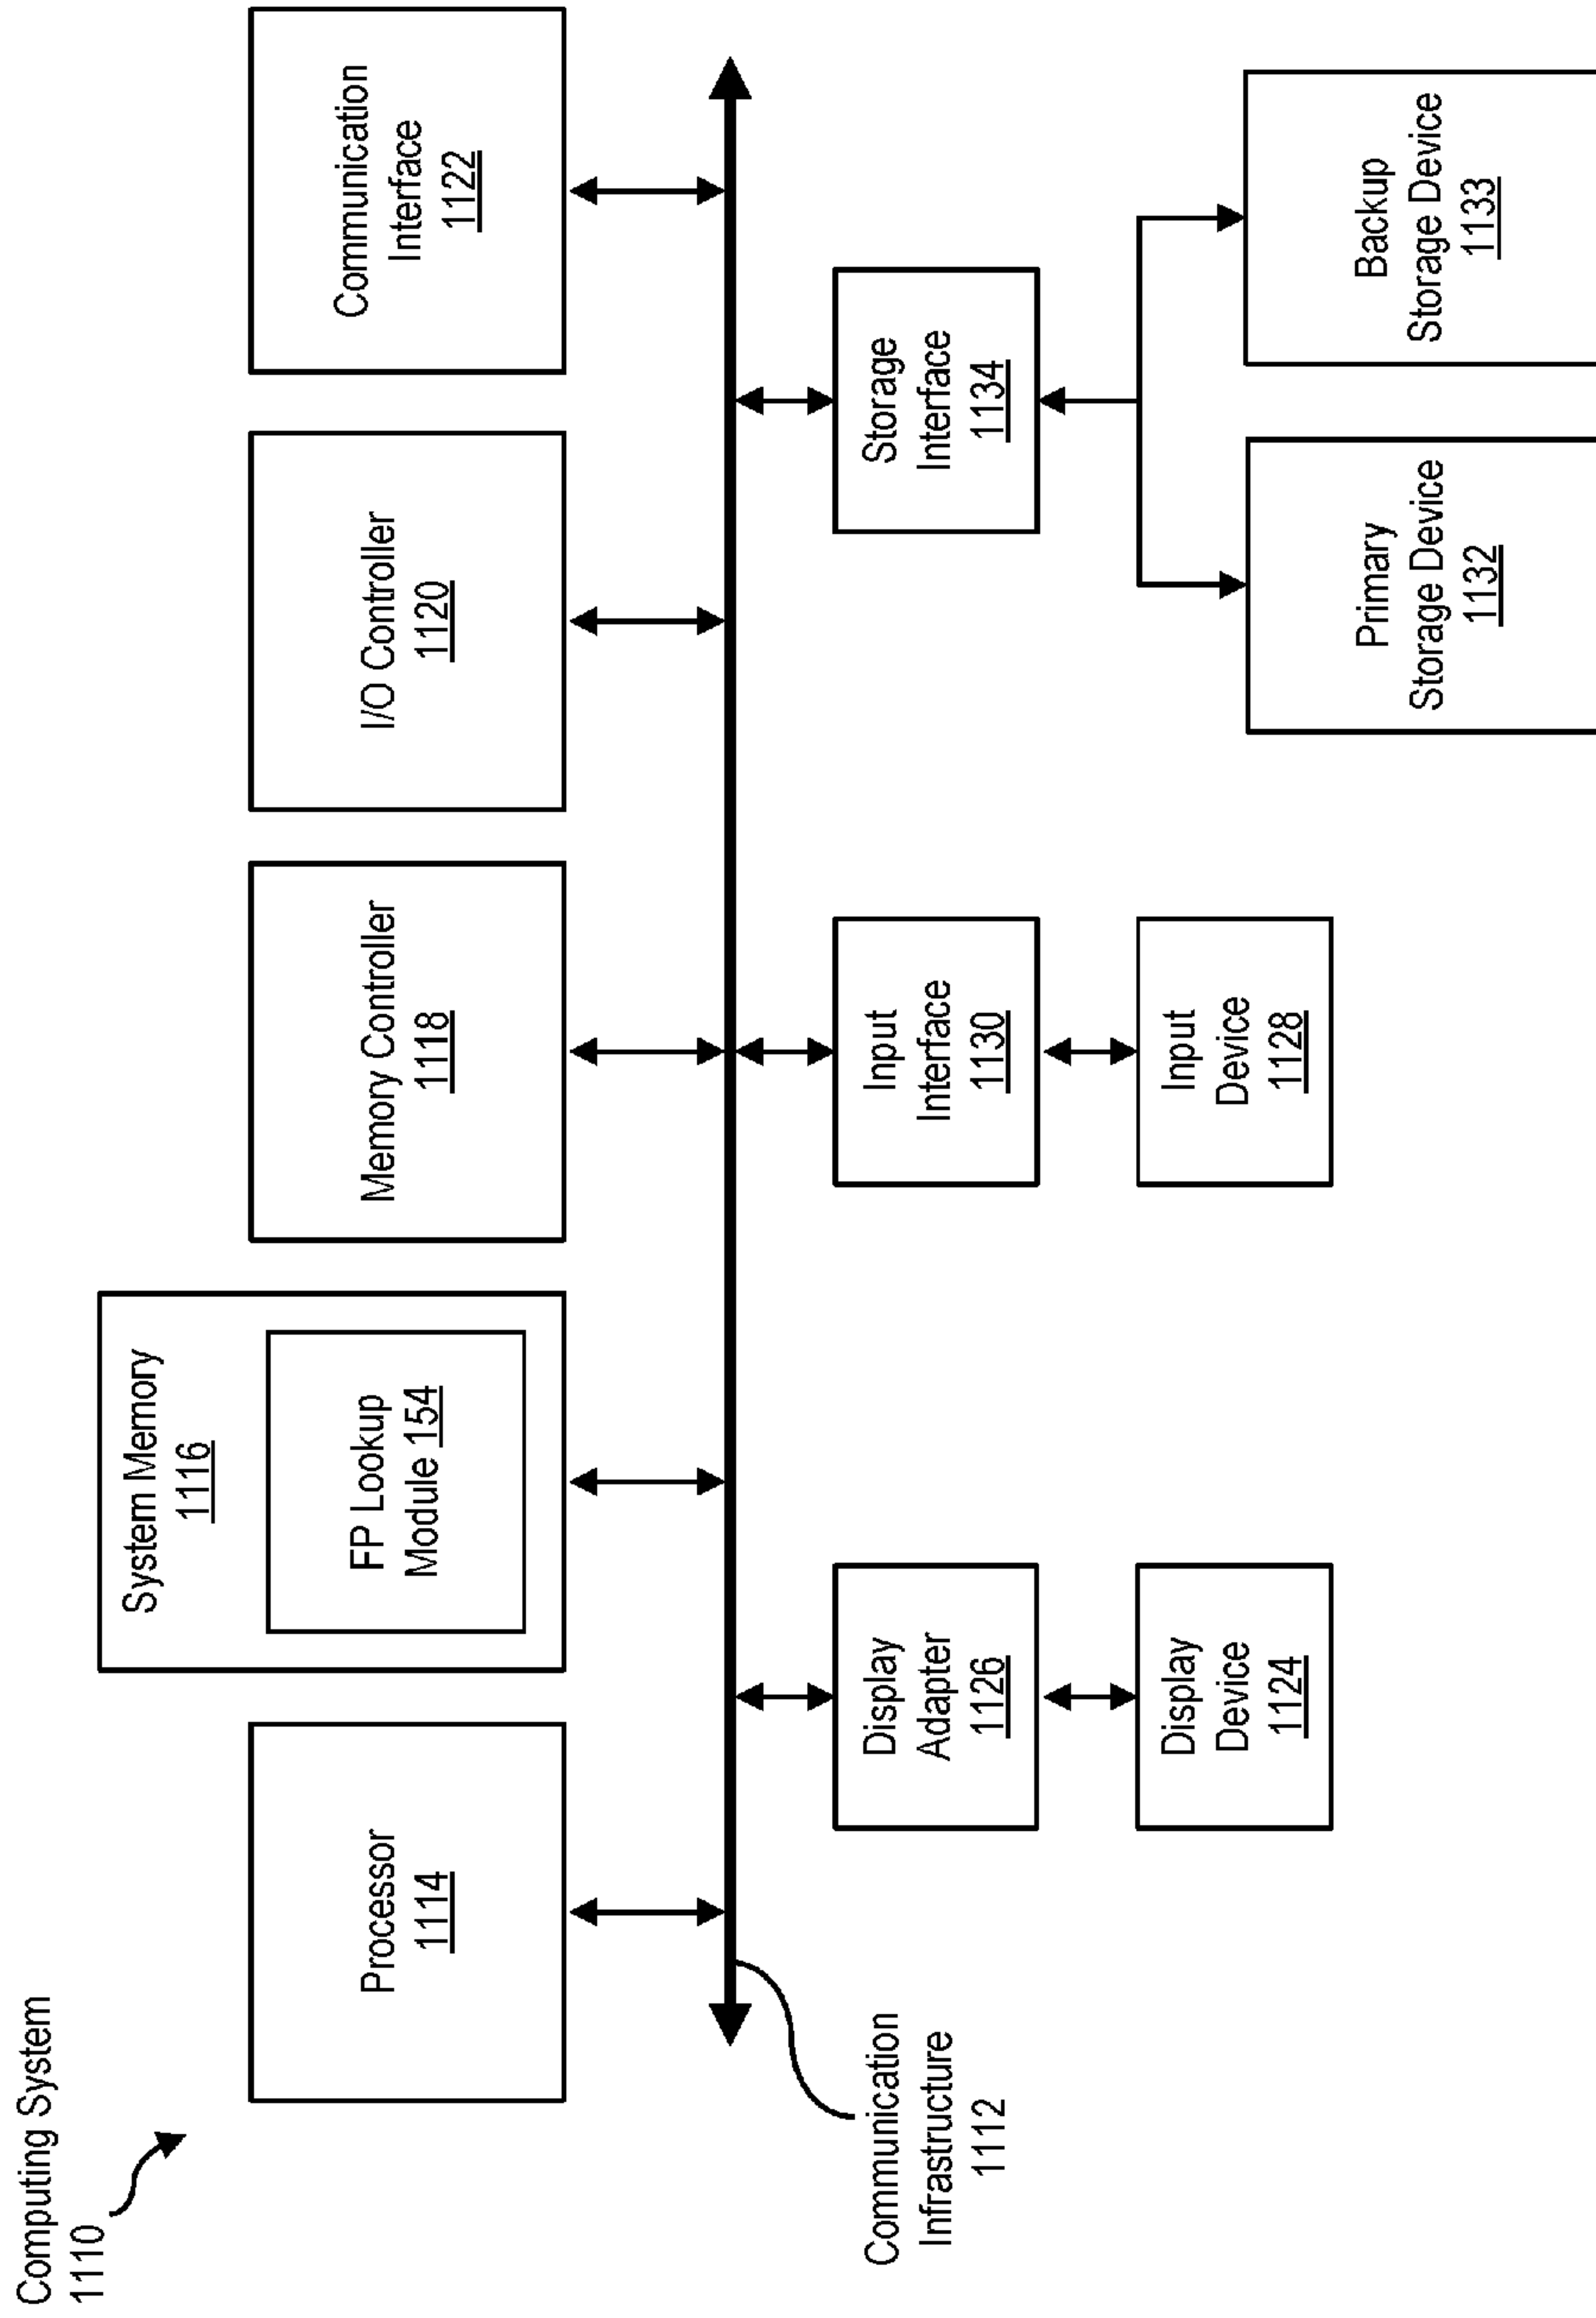 Computing System
1110
Processor
1114
System Memory
1116
FP Lookup
Module 154
Memory Controller
1118
I/O Controller
1120
Communication
Interface
1122
Communication
Infrastructure
1112
Display
Adapter
1126
Input
Interface
1130
Storage
Interface
1134
Display
Device
1124
Input
Device
1128
Primary
Storage Device
1132
Backup
Storage Device
1133